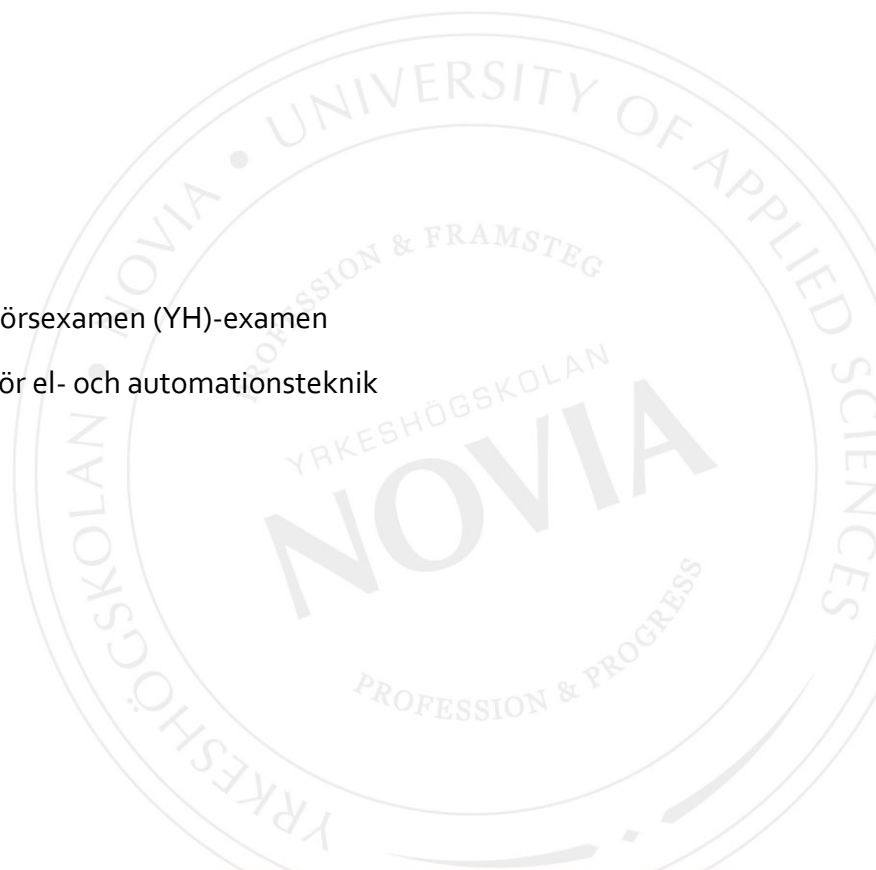 UNIVERSITY OF APPLIED SCIENCES
YRKESHÖGSKOLAN • NOVIA •
PROFESSION & FRAMSTEG
örsexamen (YH)-examen
ör el- och automationsteknik
YRKESHÖGSKOLAN
NOVIA
PROFESSION & PROGRESS